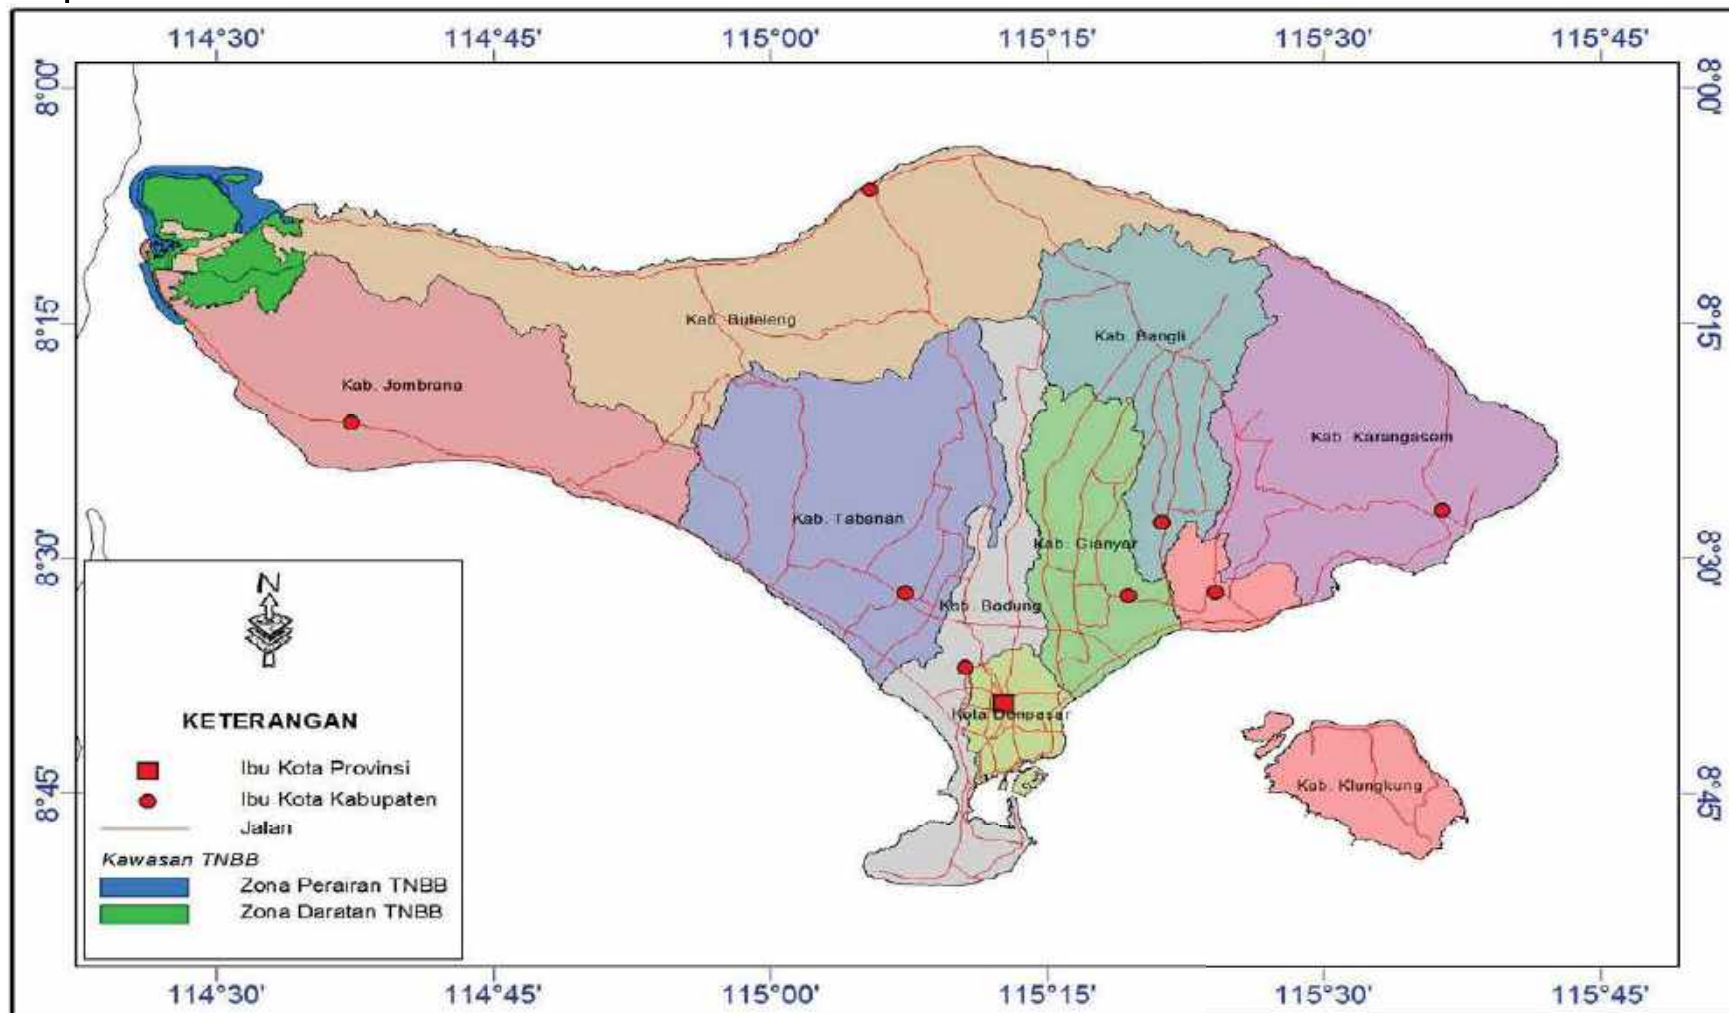 114°30' 114°45' 115°00' 115°15' 115°30' 115°45'
8°00' 8°00'
8°15' 8°15'
Kab. Buleleng
Kab. Bangli
Kab. Jombrana
Kab. Karangasem
Kab. Tabanan
Kab. Gianyar
8°30' 8°30'
Kab. Badung
Kota Denpasar
Kab. Klungkung
8°45' 8°45'
N
KETERANGAN
Ibu Kota Provinsi
Ibu Kota Kabupaten
Jalan
Kawasan TNBB
Zona Perairan TNBB
Zona Daratan TNBB
114°30' 114°45' 115°00' 115°15' 115°30' 115°45'